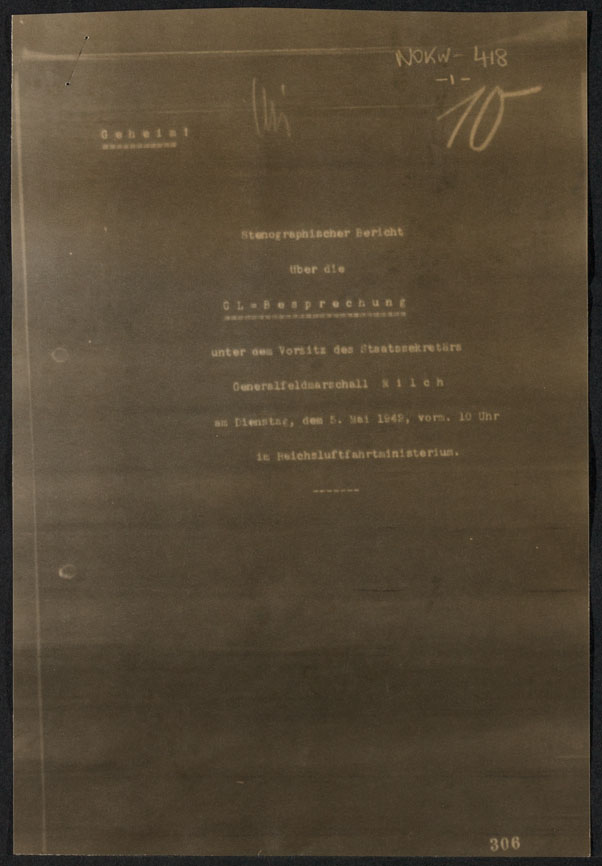 NOKW-418
-1-
10
Geheim!
Stenographischer Bericht
über die
GL=Besprechung
unter dem Vorsitz des Staatssekretärs
Generalfeldmarschall Milch
am Dienstag, dem 5. Mai 1942, vorm. 10 Uhr
im Reichsluftfahrtministerium.
306